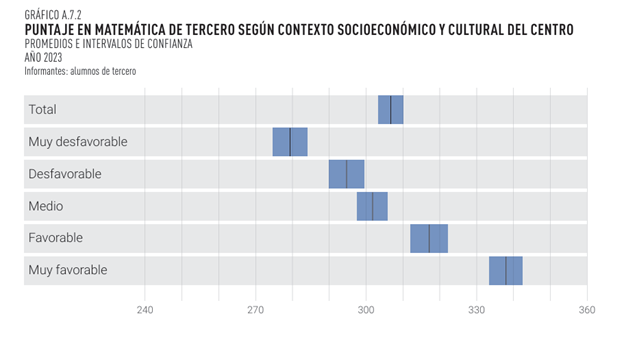 GRÁFICO A.7.2
PUNTAJE EN MATEMÁTICA DE TERCERO SEGÚN CONTEXTO SOCIOECONÓMICO Y CULTURAL DEL CENTRO
PROMEDIOS E INTERVALOS DE CONFIANZA
AÑO 2023
Informantes: alumnos de tercero
Total
Muy desfavorable
Desfavorable
Medio
Favorable
Muy favorable
240 270 300 330 360